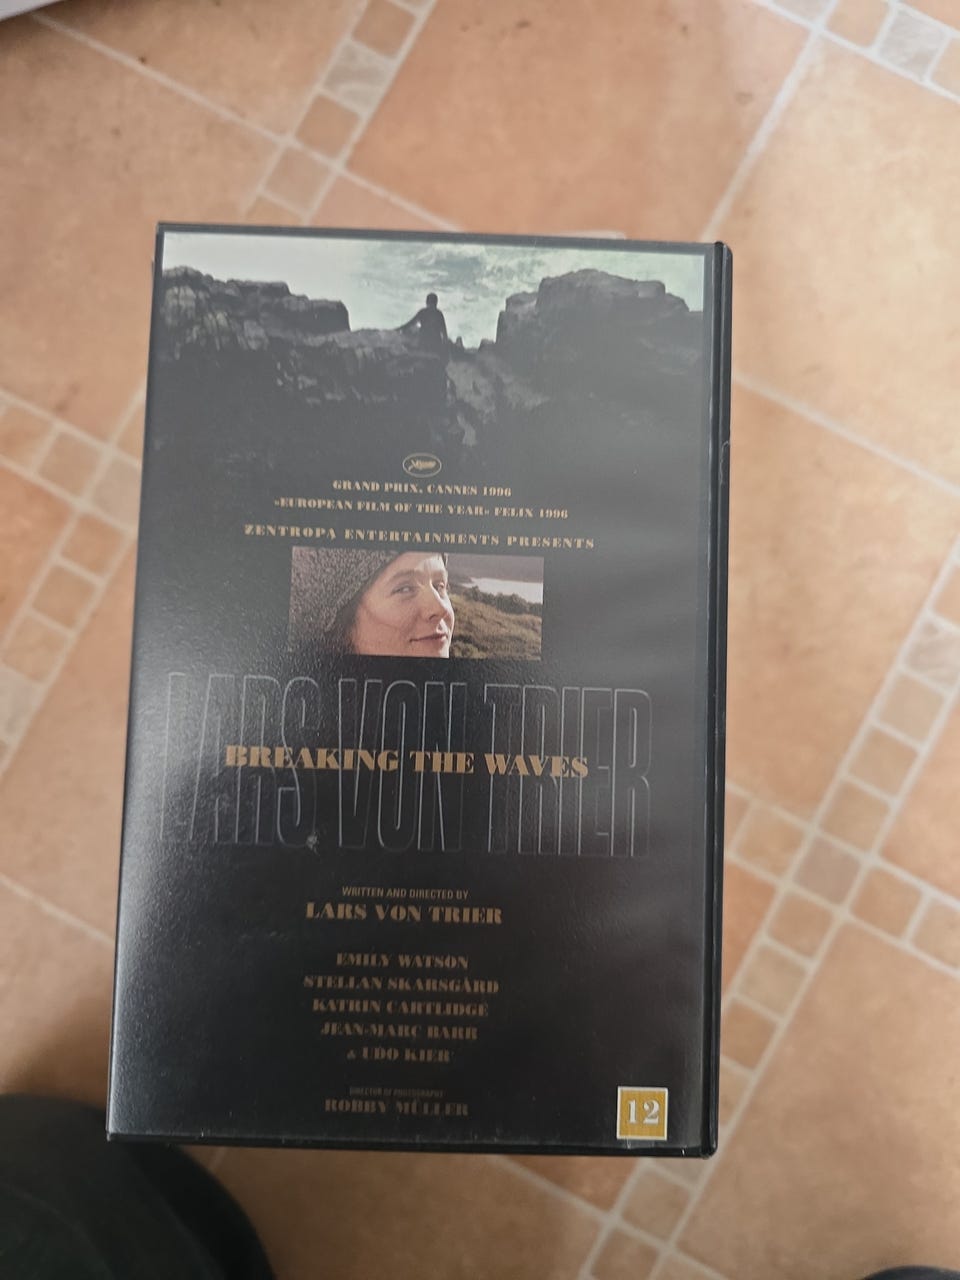 GRAND PRIX, CANNES 1996
»EUROPEAN FILM OF THE YEAR« FELIX 1996
ZENTROPA ENTERTAINMENTS PRESENTS
LARS VON TRIER
BREAKING THE WAVES
WRITTEN AND DIRECTED BY
LARS VON TRIER
EMILY WATSON
STELLAN SKARSGÅRD
KATRIN CARTLIDGE
JEAN-MARC BARR
& UDO KIER
DIRECTOR OF PHOTOGRAPHY
ROBBY MÜLLER
12